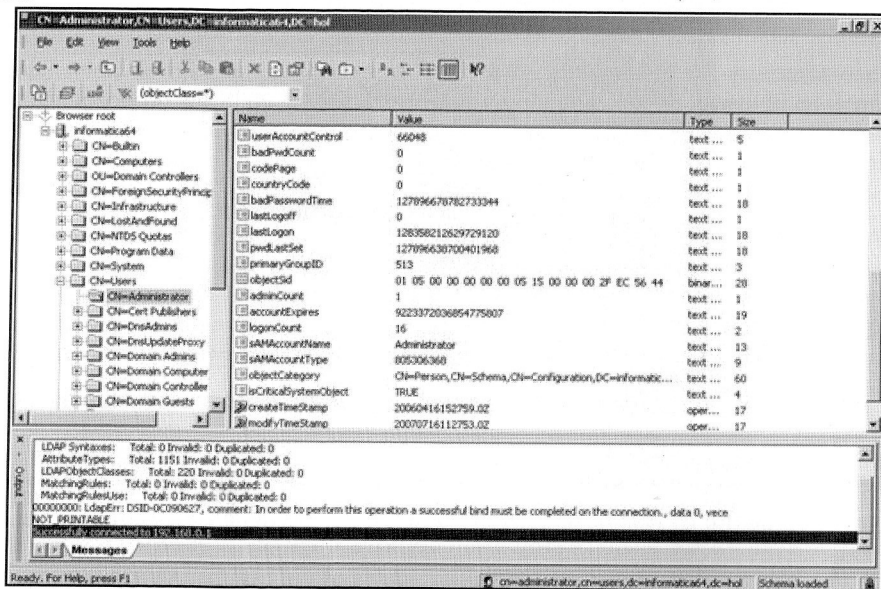 CN=Administrator,CN=Users,DC=informatica64,DC=hol
File Edit View Tools Help
(objectClass=*)
Browser root
informatica64
CN=Builtin
CN=Computers
OU=Domain Controllers
CN=ForeignSecurityPrincip
CN=Infrastructure
CN=LostAndFound
CN=NTDS Quotas
CN=Program Data
CN=System
CN=Users
CN=Administrator
CN=Cert Publishers
CN=DnsAdmins
CN=DnsUpdateProxy
CN=Domain Admins
CN=Domain Computer
CN=Domain Controller
CN=Domain Guests
Name Value Type Size
userAccountControl 66048 text ... 5
badPwdCount 0 text ... 1
codePage 0 text ... 1
countryCode 0 text ... 1
badPasswordTime 127896678782733344 text ... 18
lastLogoff 0 text ... 1
lastLogon 128358212629729120 text ... 18
pwdLastSet 127896638700401968 text ... 18
primaryGroupID 513 text ... 3
objectSid 01 05 00 00 00 00 00 05 15 00 00 00 2F EC 56 44 binar... 28
adminCount 1 text ... 1
accountExpires 9223372036854775807 text ... 19
logonCount 16 text ... 2
sAMAccountName Administrator text ... 13
sAMAccountType 805306368 text ... 9
objectCategory CN=Person,CN=Schema,CN=Configuration,DC=informatic... text ... 60
isCriticalSystemObject TRUE text ... 4
createTimeStamp 20060416152759.0Z oper... 17
modifyTimeStamp 20070716112753.0Z oper... 17
Output
LDAP Syntaxes: Total: 0 Invalid: 0 Duplicated: 0
AttributeTypes: Total: 1151 Invalid: 0 Duplicated: 0
LDAPObjectClasses: Total: 220 Invalid: 0 Duplicated: 0
MatchingRules: Total: 0 Invalid: 0 Duplicated: 0
MatchingRulesUse: Total: 0 Invalid: 0 Duplicated: 0
00000000: LdapErr: DSID-0C090627, comment: In order to perform this operation a successful bind must be completed on the connection., data 0, vece
NOT_PRINTABLE
Successfully connected to 192.168.0.1
Messages
Ready. For Help, press F1
cn=administrator,cn=users,dc=informatica64,dc=hol Schema loaded